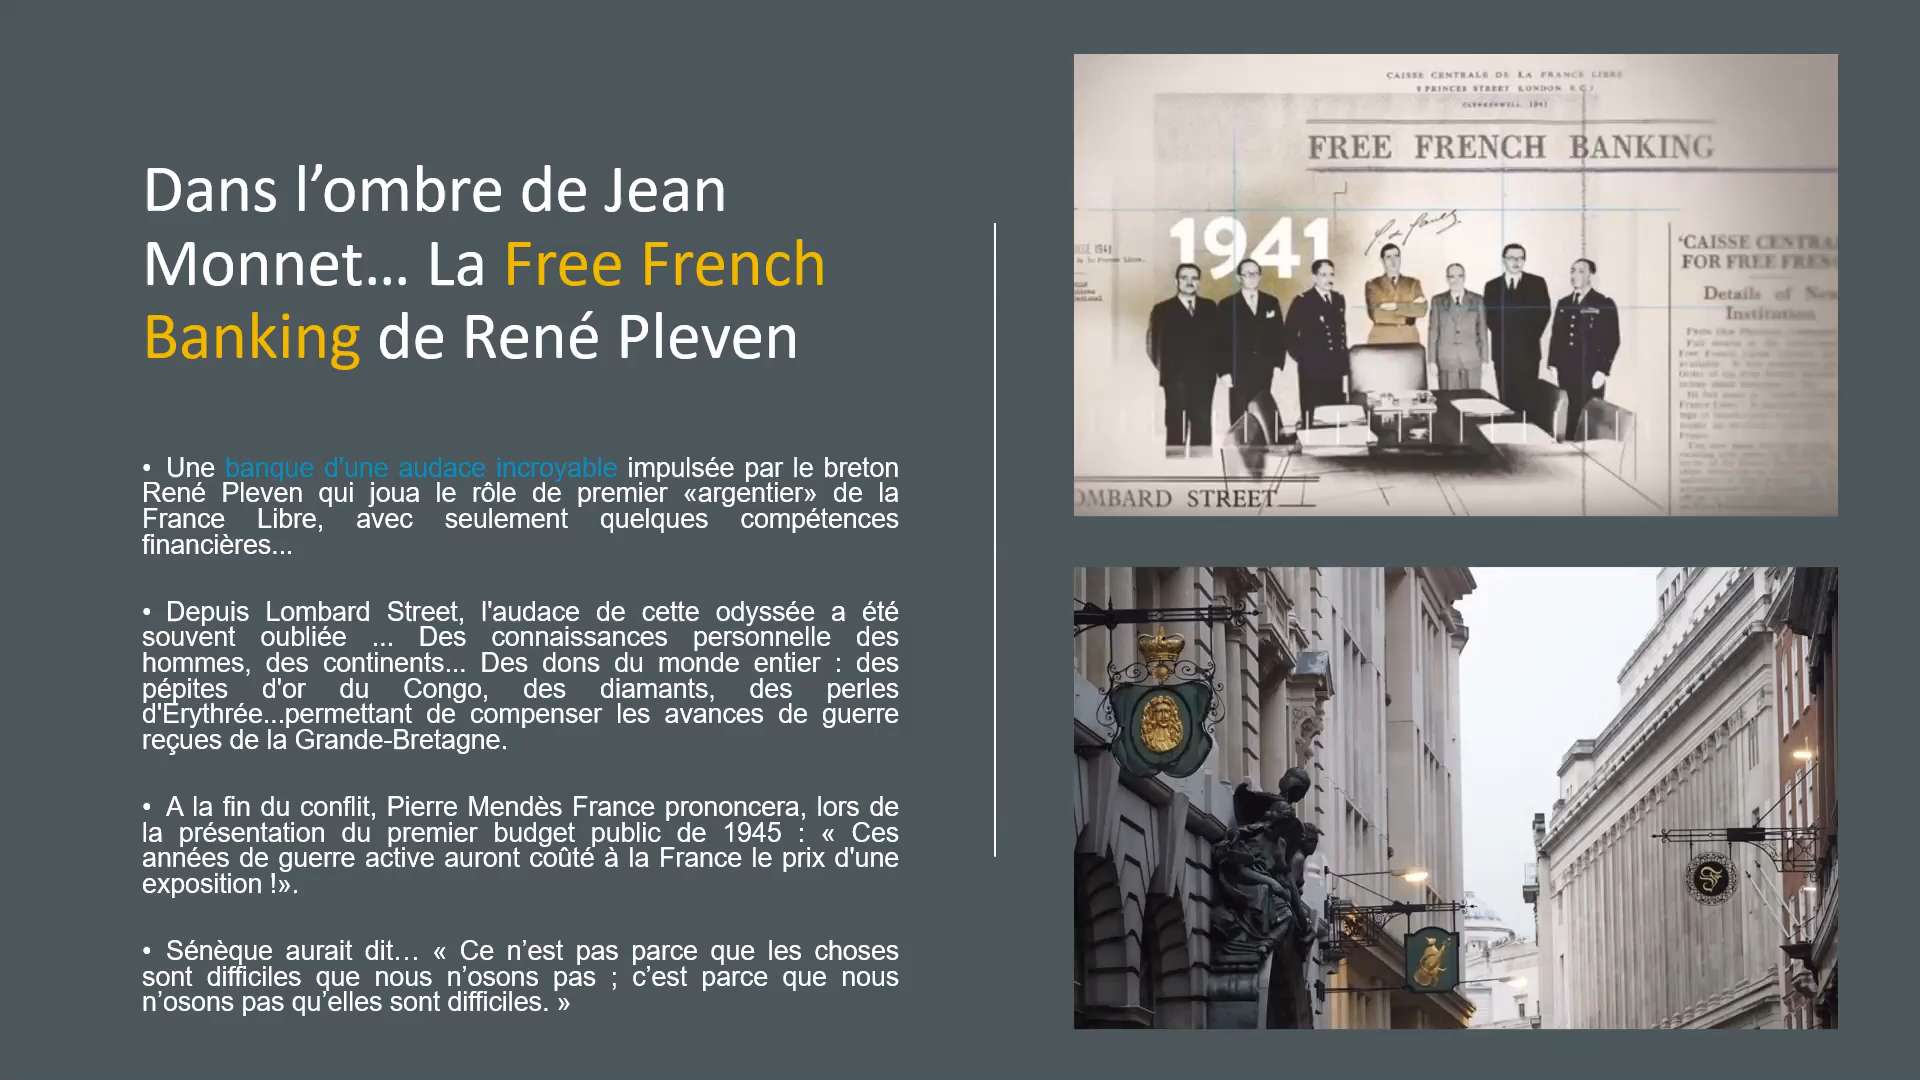 Dans l’ombre de Jean
Monnet… La Free French
Banking de René Pleven
• Une banque d'une audace incroyable impulsée par le breton
René Pleven qui joua le rôle de premier «argentier» de la
France Libre, avec seulement quelques compétences
financières...
• Depuis Lombard Street, l'audace de cette odyssée a été
souvent oubliée ... Des connaissances personnelle des
hommes, des continents... Des dons du monde entier : des
pépites d'or du Congo, des diamants, des perles
d'Erythrée...permettant de compenser les avances de guerre
reçues de la Grande-Bretagne.
• A la fin du conflit, Pierre Mendès France prononcera, lors de
la présentation du premier budget public de 1945 : « Ces
années de guerre active auront coûté à la France le prix d'une
exposition !».
• Sénèque aurait dit… « Ce n’est pas parce que les choses
sont difficiles que nous n’osons pas ; c’est parce que nous
n’osons pas qu’elles sont difficiles. »
CAISSE CENTRALE DE LA FRANCE LIBRE
9 PRINCES STREET LONDON E.C.2
CLERKENWELL 1941
FREE FRENCH BANKING
1941
‘CAISSE CENTRA
FOR FREE FREN
Details of New
Institution
OMBARD STREET